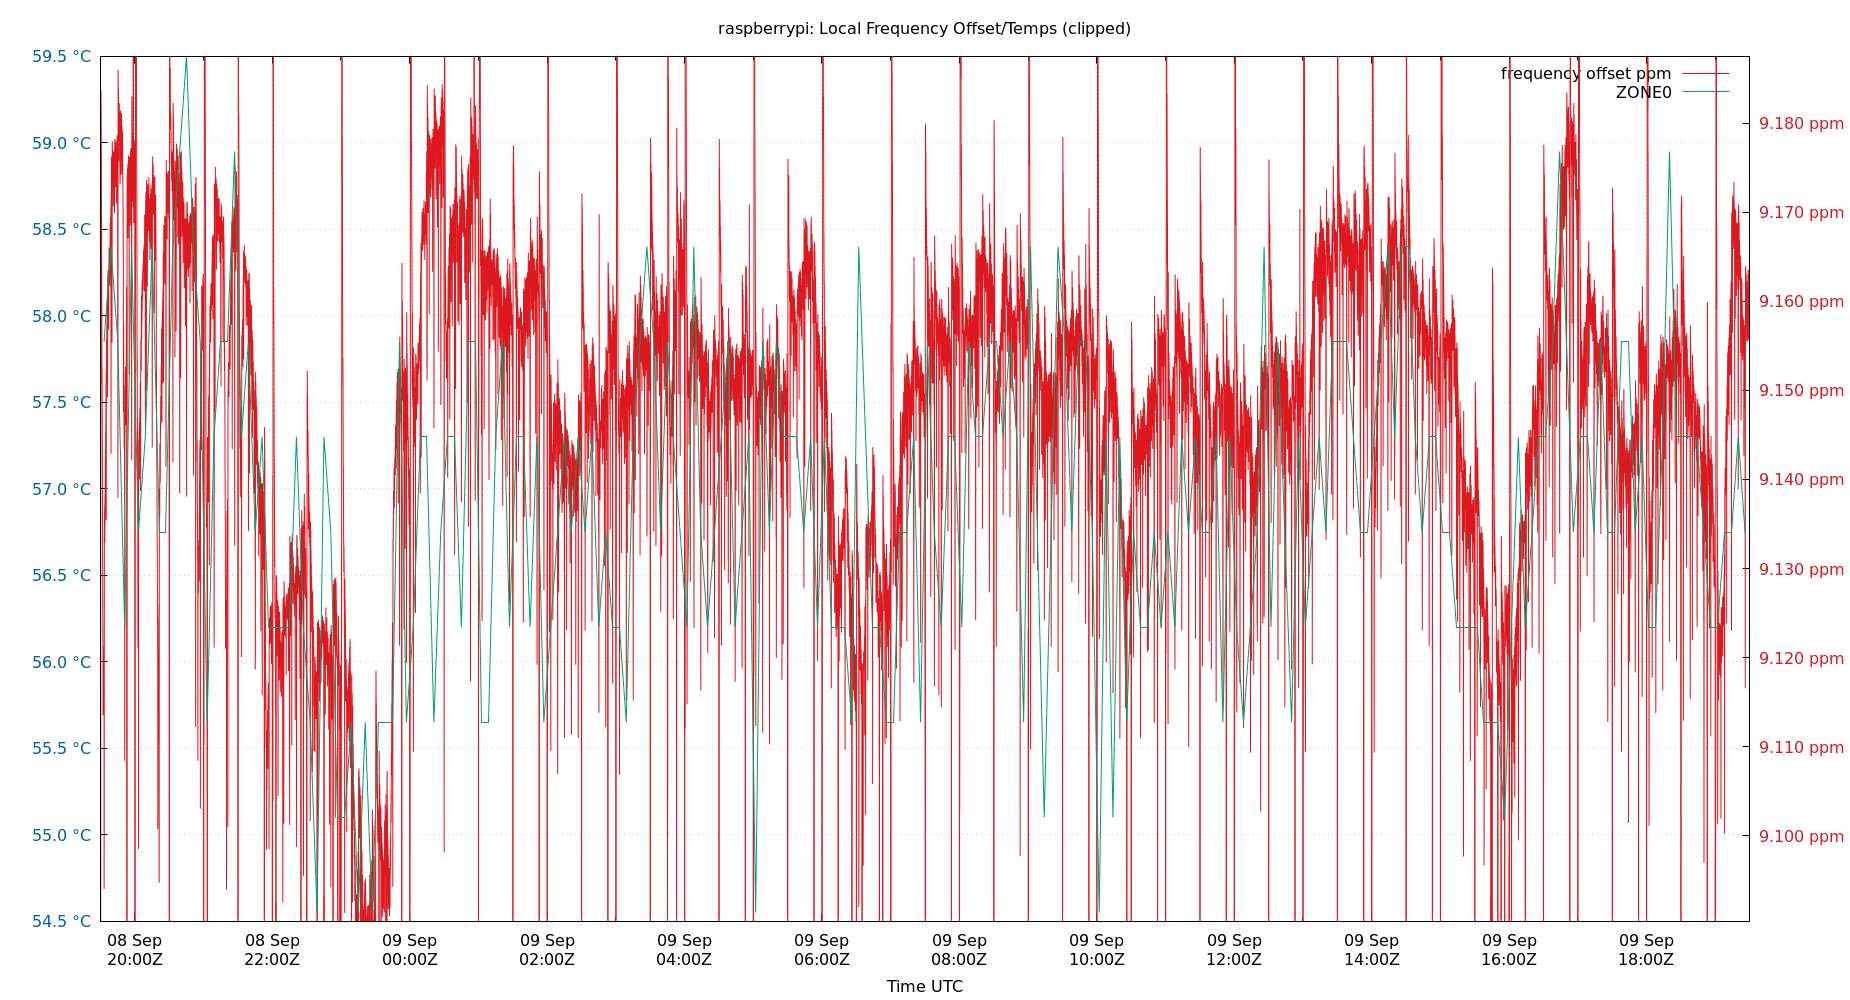 raspberrypi: Local Frequency Offset/Temps (clipped)
frequency offset ppm
ZONE0
59.5 °C
59.0 °C
58.5 °C
58.0 °C
57.5 °C
57.0 °C
56.5 °C
56.0 °C
55.5 °C
55.0 °C
54.5 °C
9.180 ppm
9.170 ppm
9.160 ppm
9.150 ppm
9.140 ppm
9.130 ppm
9.120 ppm
9.110 ppm
9.100 ppm
08 Sep 08 Sep 09 Sep 09 Sep 09 Sep 09 Sep 09 Sep 09 Sep 09 Sep 09 Sep 09 Sep 09 Sep
20:00Z 22:00Z 00:00Z 02:00Z 04:00Z 06:00Z 08:00Z 10:00Z 12:00Z 14:00Z 16:00Z 18:00Z
Time UTC